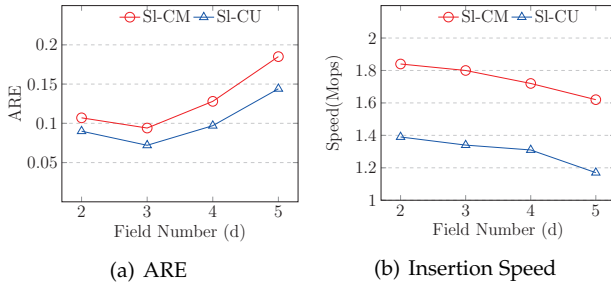 Sl-CM Sl-CU
0.2
0.15
0.1
0.05
ARE
2 3 4 5
Field Number (d)
(a) ARE
Sl-CM Sl-CU
2
1.8
1.6
1.4
1.2
1
Speed(Mops)
2 3 4 5
Field Number (d)
(b) Insertion Speed